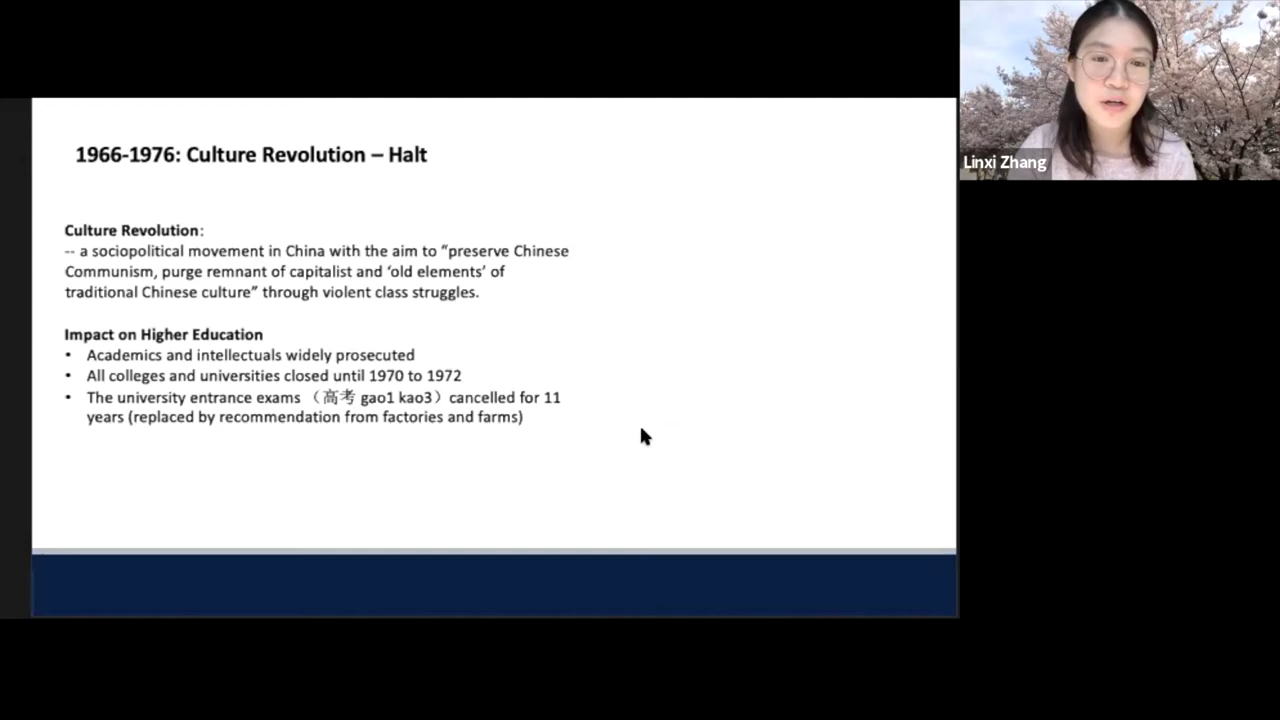 1966-1976: Culture Revolution – Halt
Culture Revolution:
-- a sociopolitical movement in China with the aim to “preserve Chinese
Communism, purge remnant of capitalist and ‘old elements’ of
traditional Chinese culture” through violent class struggles.
Impact on Higher Education
• Academics and intellectuals widely prosecuted
• All colleges and universities closed until 1970 to 1972
• The university entrance exams （高考 gao1 kao3）cancelled for 11
years (replaced by recommendation from factories and farms)
Linxi Zhang